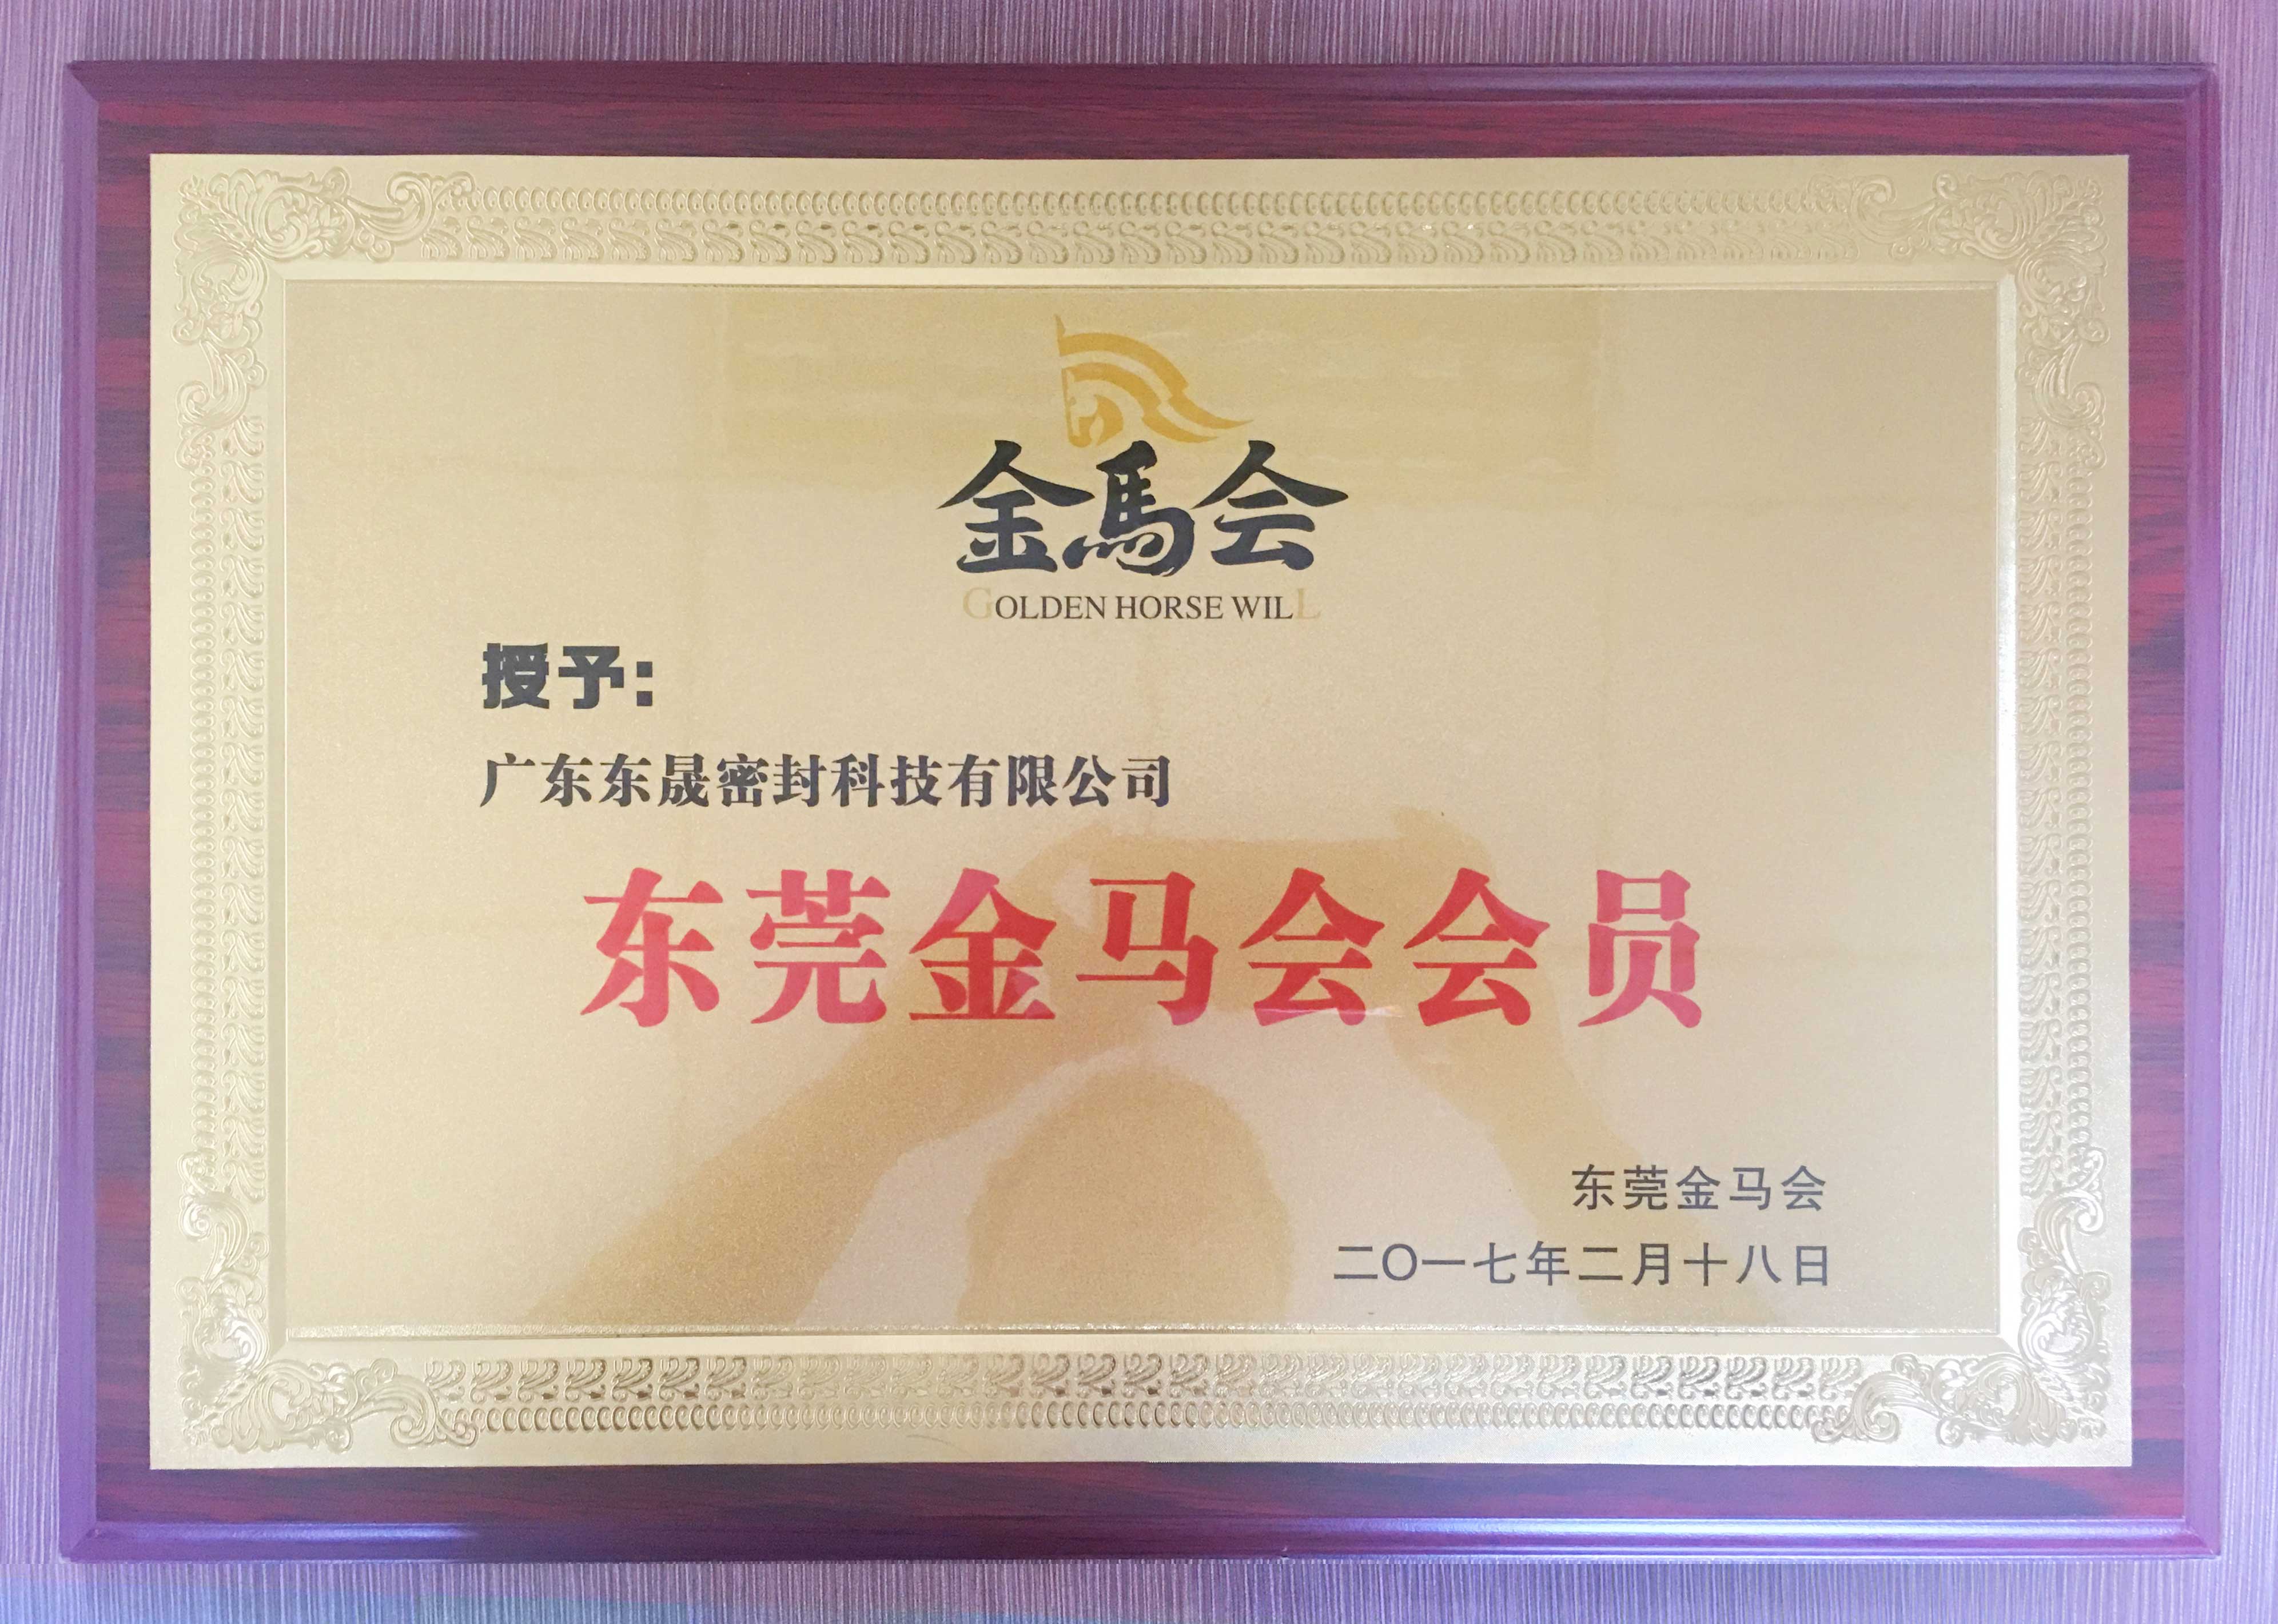 金馬会
GOLDEN HORSE WILL
授予:
广东东晟密封科技有限公司
东莞金马会会员
东莞金马会
二〇一七年二月十八日